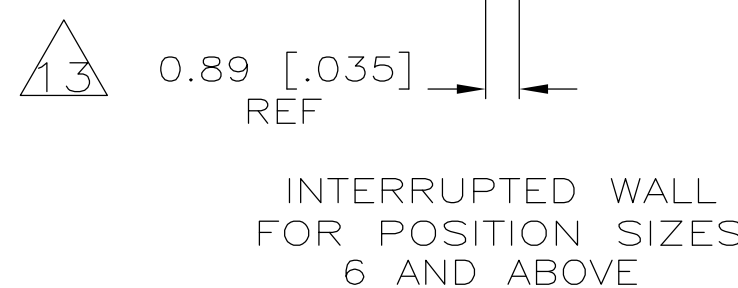 13 0.89 [.035]
REF
INTERRUPTED WALL
FOR POSITION SIZES
6 AND ABOVE